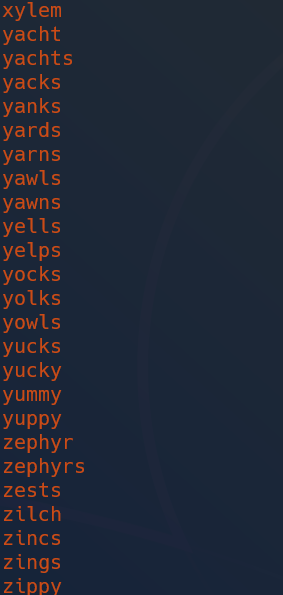 xylem
yacht
yachts
yacks
yanks
yards
yarns
yawls
yawns
yells
yelps
yocks
yolks
yowls
yucks
yucky
yummy
yuppy
zephyr
zephyrs
zests
zilch
zincs
zings
zippy